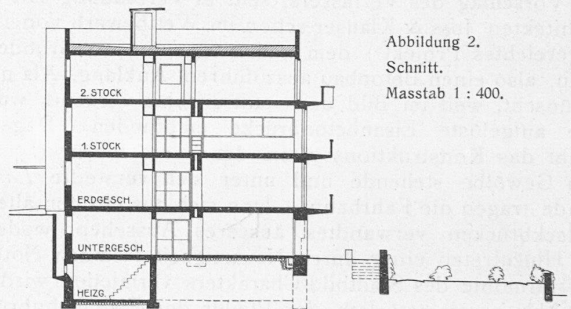 Abbildung 2.
Schnitt.
Masstab 1 : 400.
2. STOCK
1. STOCK
ERDGESCH.
UNTERGESCH.
HEIZG.